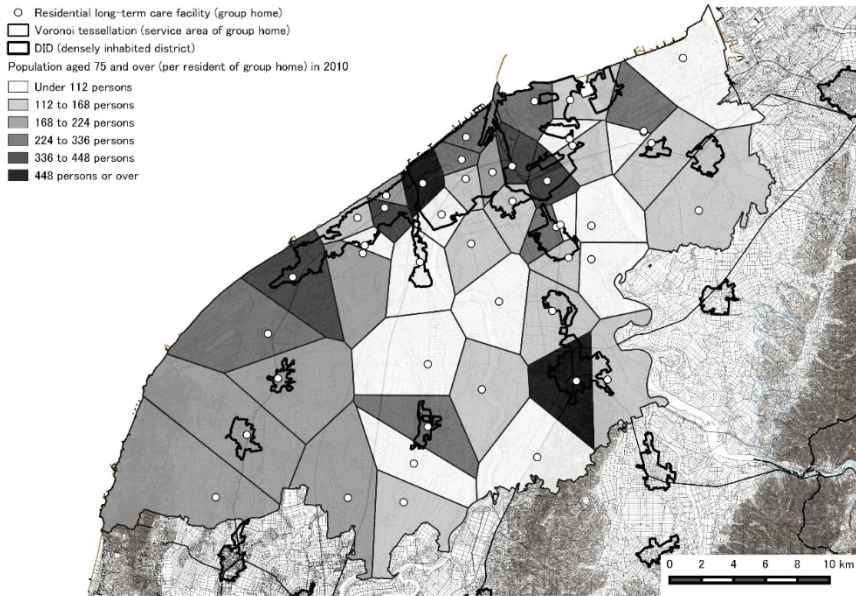 Residential long-term care facility (group home)
Voronoi tessellation (service area of group home)
DID (densely inhabited district)
Population aged 75 and over (per resident of group home) in 2010
Under 112 persons
112 to 168 persons
168 to 224 persons
224 to 336 persons
336 to 448 persons
448 persons or over
0 2 4 6 8 10 km